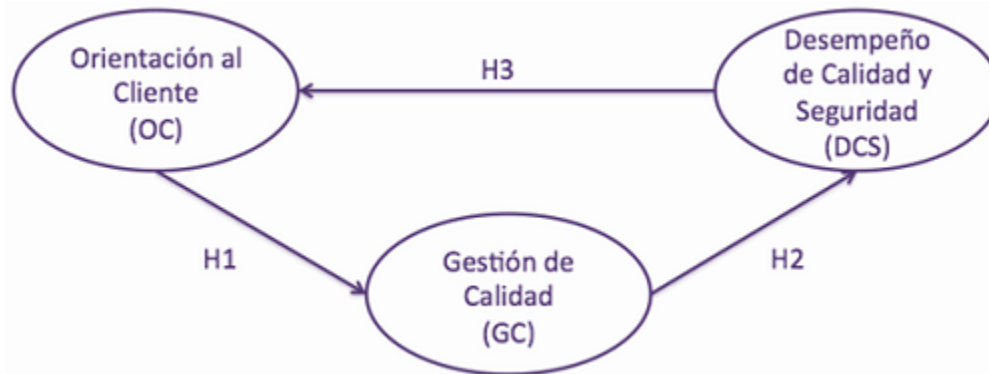 Orientación al
Cliente
(OC)
H3
Desempeño
de Calidad y
Seguridad
(DCS)
H1
Gestión de
Calidad
(GC)
H2